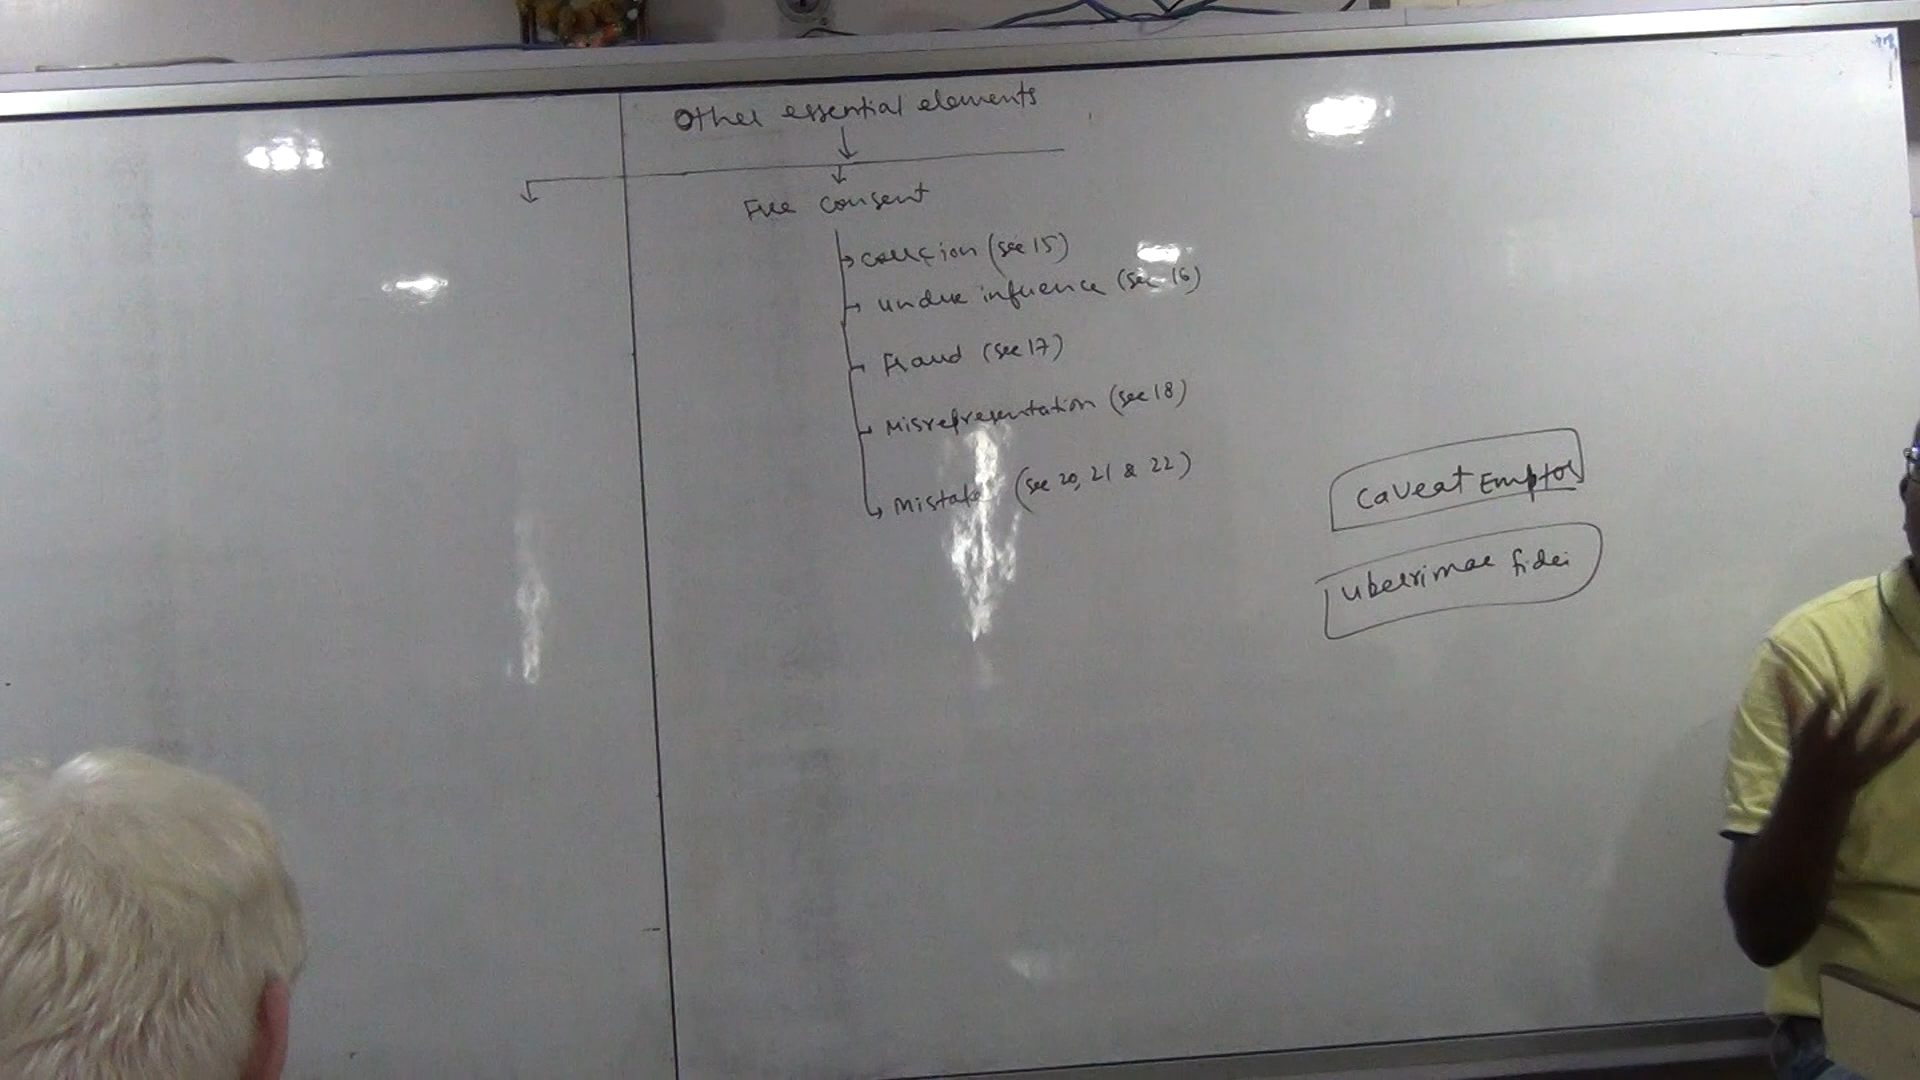 Other essential elements
Free consent
coercion (sec 15)
undue influence (sec 16)
Fraud (sec 17)
Misrepresentation (sec 18)
Mistake (sec 20, 21 & 22)
caveat Emptor
uberrimae fidei